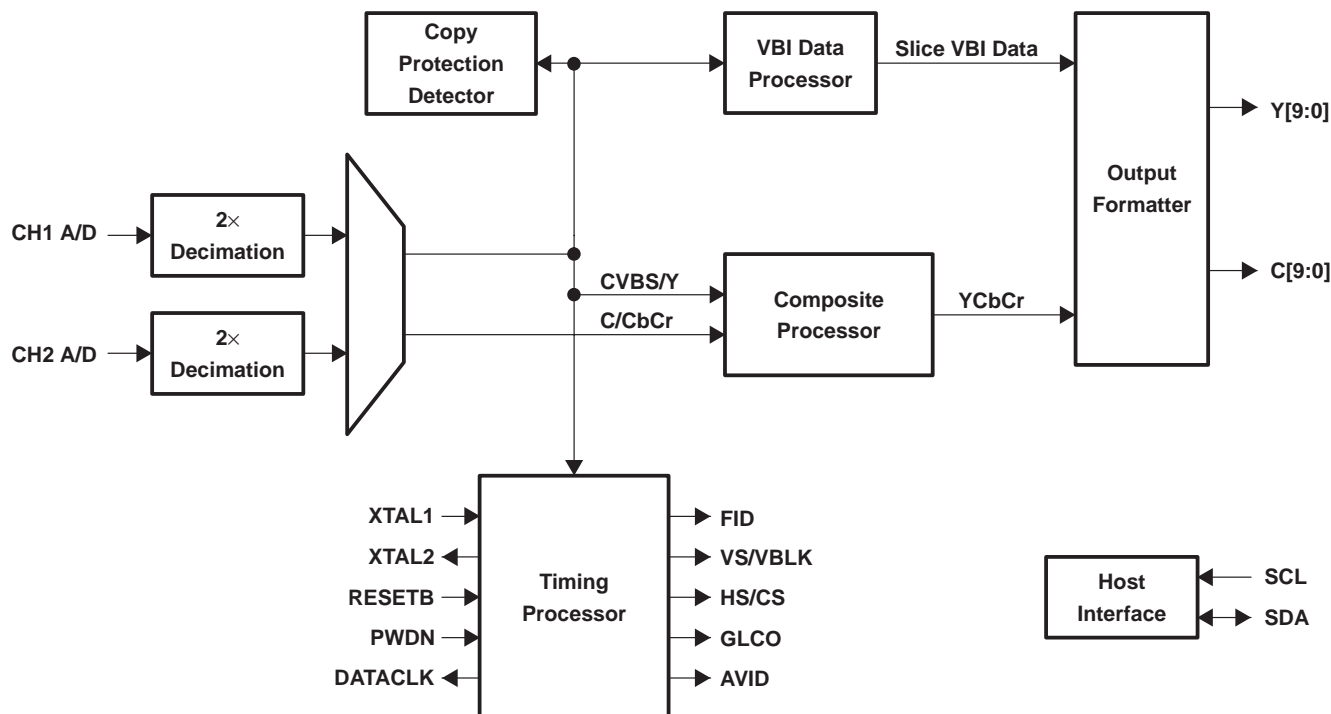 Copy
Protection
Detector
VBI Data
Processor
Slice VBI Data
Output
Formatter
Y[9:0]
C[9:0]
CH1 A/D
2×
Decimation
CH2 A/D
2×
Decimation
CVBS/Y
C/CbCr
Composite
Processor
YCbCr
XTAL1
XTAL2
RESETB
PWDN
DATACLK
Timing
Processor
FID
VS/VBLK
HS/CS
GLCO
AVID
Host
Interface
SCL
SDA